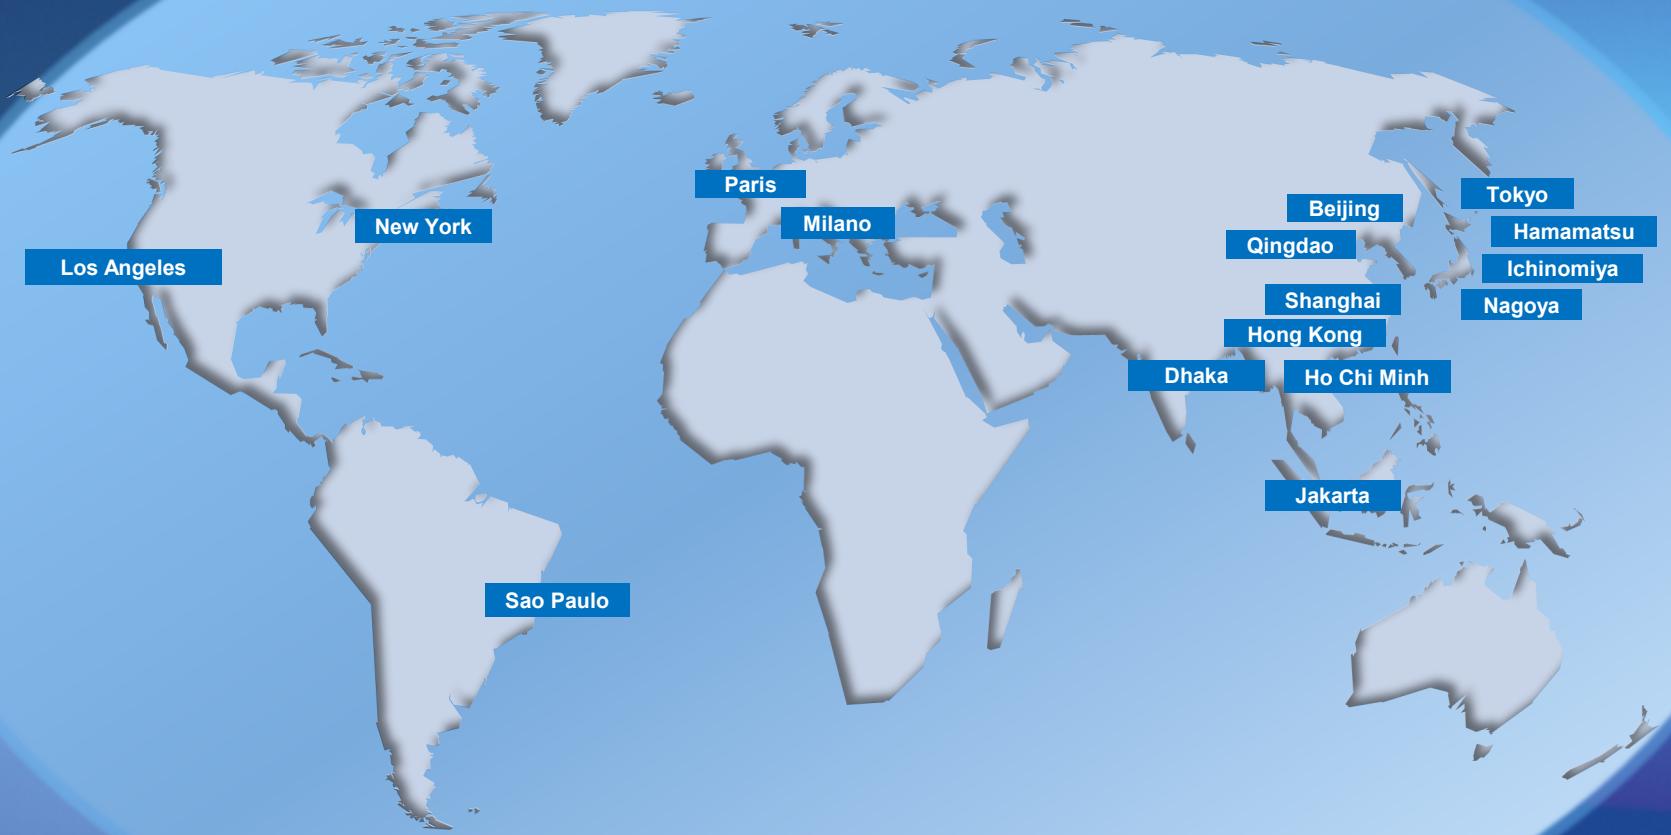 Paris
Tokyo
Beijing
New York
Milano
Hamamatsu
Qingdao
Los Angeles
Ichinomiya
Shanghai
Nagoya
Hong Kong
Dhaka
Ho Chi Minh
Jakarta
Sao Paulo